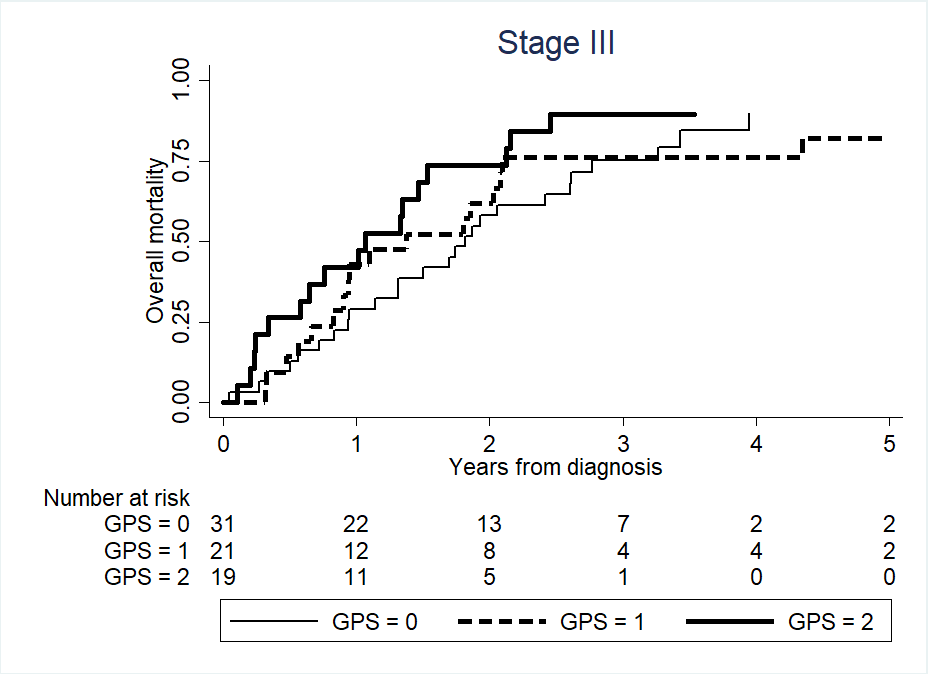 Stage III
Overall mortality
1.00
0.75
0.50
0.25
0.00
0 1 2 3 4 5
Years from diagnosis
Number at risk
GPS = 0 31 22 13 7 2 2
GPS = 1 21 12 8 4 4 2
GPS = 2 19 11 5 1 0 0
GPS = 0 GPS = 1 GPS = 2